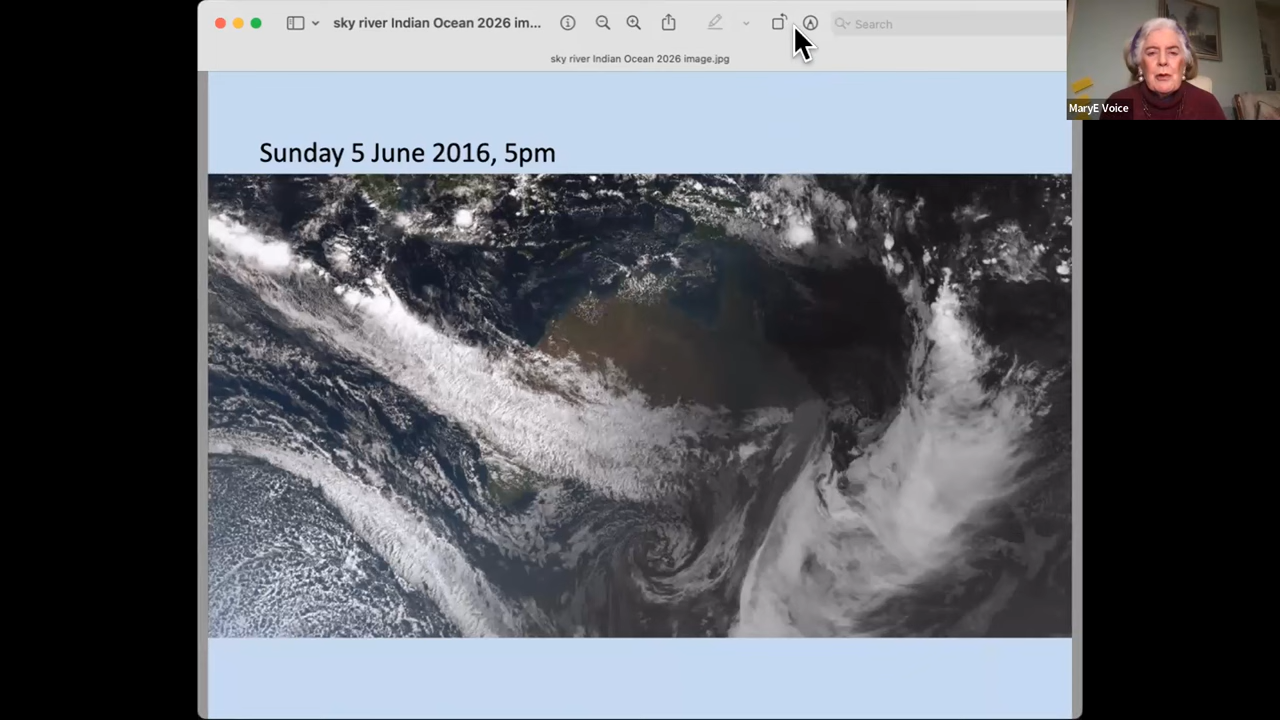 sky river Indian Ocean 2026 im...
Search
sky river Indian Ocean 2026 image.jpg
MaryE Voice
Sunday 5 June 2016, 5pm